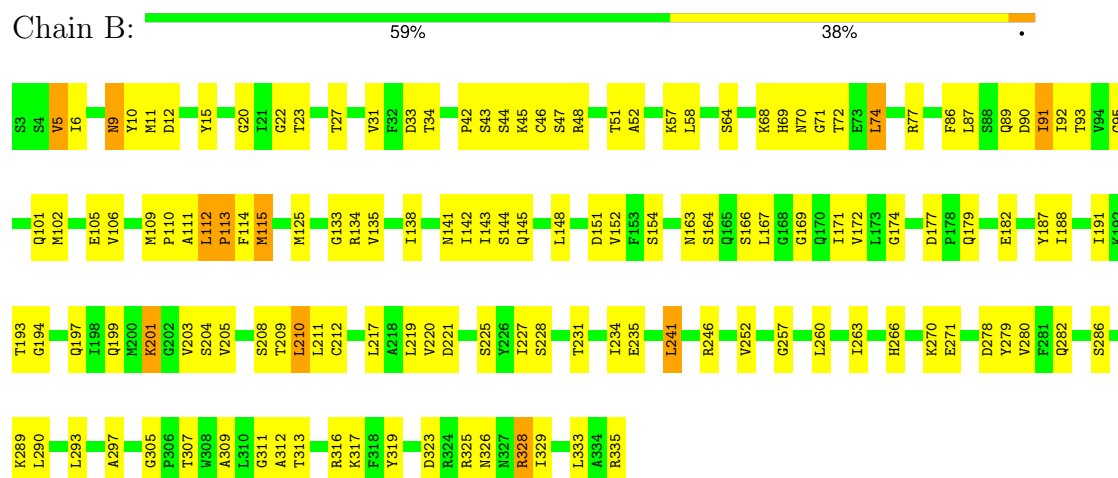 Chain B:
59% 38% •
S3 S4 V5 I6 N9 Y10 M11 D12 Y15 G20 I21 G22 T23 T27 V31 F32 D33 T34 P42 S43 S44 K45 C46 S47 R48 T51 A52 K57 L58 S64 K68 H69 N70 G71 T72 E73 L74 R77 F86 L87 S88 Q89 D90 I91 I92 T93 V94
Q101 M102 E105 V106 M109 P110 A111 L112 P113 F114 M115 M125 G133 R134 V135 I138 N141 I142 I143 S144 Q145 L148 D151 V152 F153 S154 N163 S164 Q165 S166 L167 G168 G169 Q170 I171 V172 L173 G174 D177 P178 Q179 E182 Y187 I188 I191
T193 G194 Q197 I198 Q199 M200 K201 G202 V203 S204 V205 S208 T209 L210 L211 C212 L217 A218 L219 V220 D221 S225 Y226 I227 S228 T231 I234 E235 L241 R246 V252 G257 L260 I263 H266 K270 E271 D278 Y279 V280 F281 Q282 S286
K289 L290 L293 A297 G305 P306 T307 W308 A309 L310 G311 A312 T313 R316 K317 F318 Y319 D323 R324 R325 N326 N327 R328 I329 L333 A334 R335